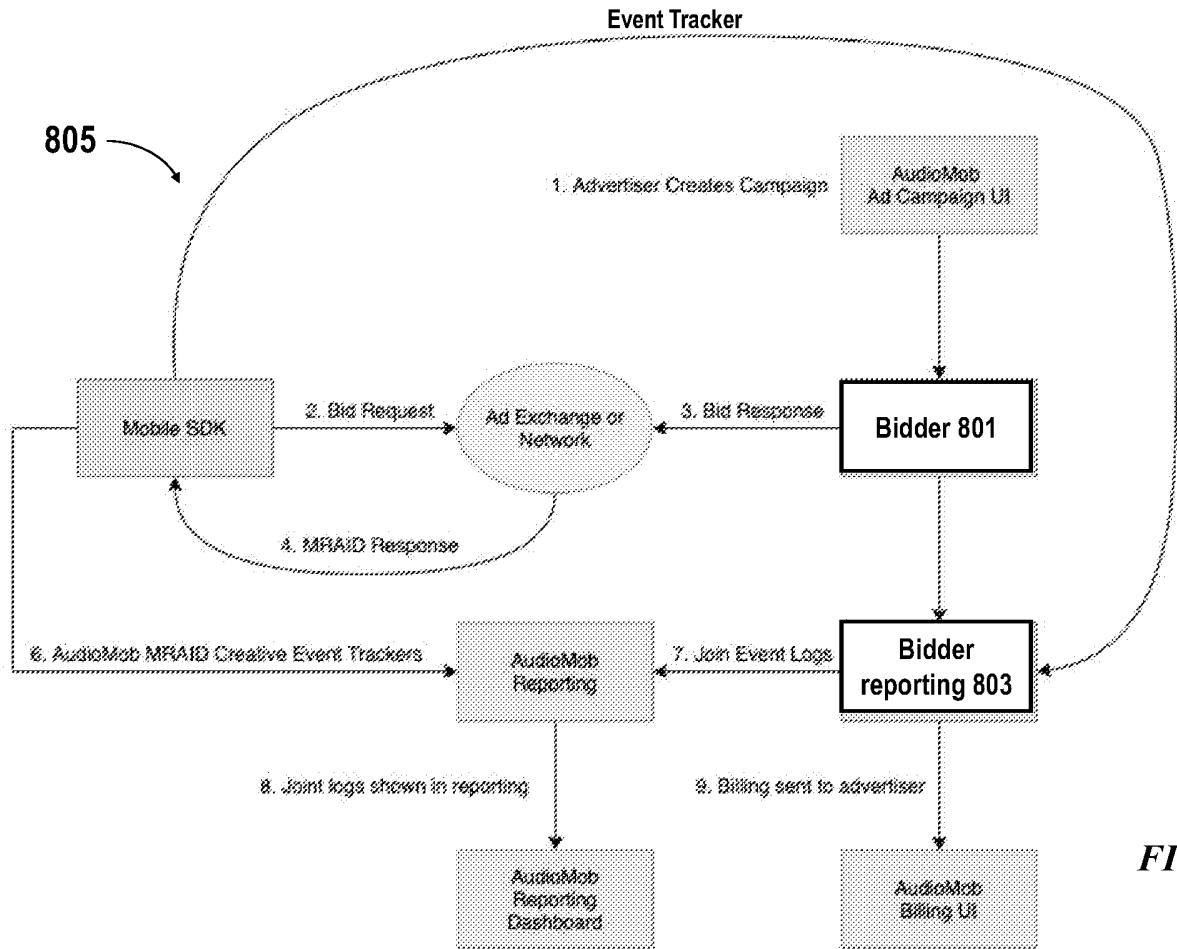 Event Tracker
805
1. Advertiser Creates Campaign
AudioMob
Ad Campaign UI
Mobile SDK
2. Bid Request
Ad Exchange or
Network
3. Bid Response
Bidder 801
4. MRAID Response
6. AudioMob MRAID Creative Event Trackers
AudioMob
Reporting
7. Join Event Logs
Bidder
reporting 803
8. Joint logs shown in reporting
9. Billing sent to advertiser
AudioMob
Reporting
Dashboard
AudioMob
Billing UI
FI